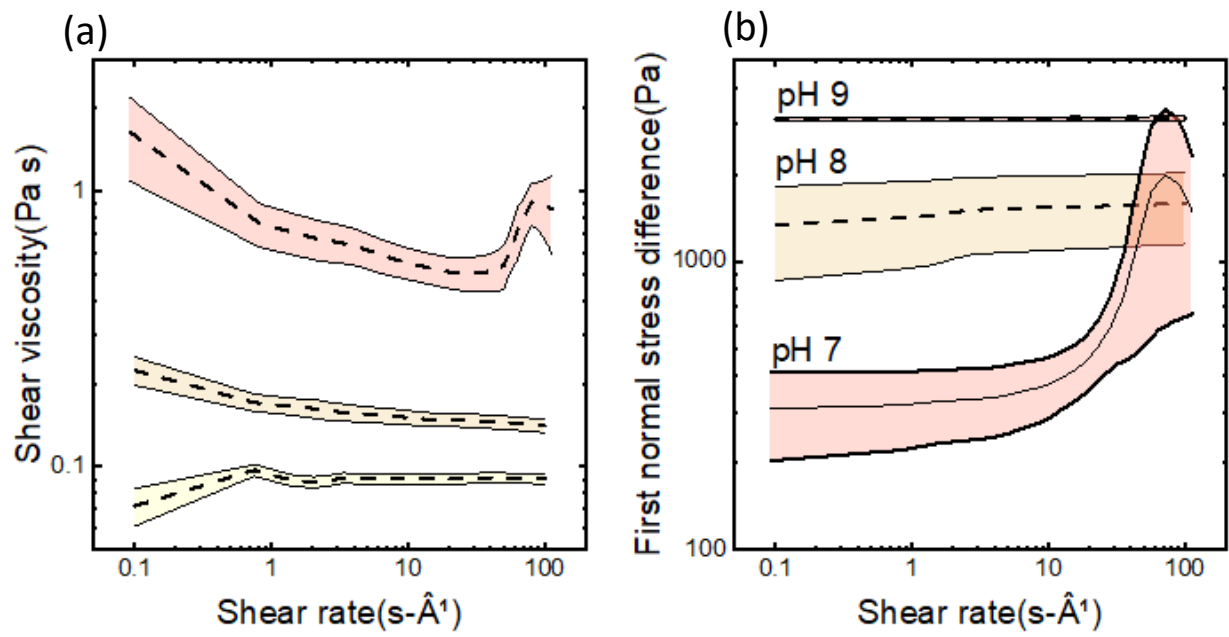 (a)
Shear viscosity(Pa s)
1
0.1
0.1 1 10 100
Shear rate(s-Â¹)
(b)
First normal stress difference(Pa)
1000
100
pH 9
pH 8
pH 7
0.1 1 10 100
Shear rate(s-Â¹)